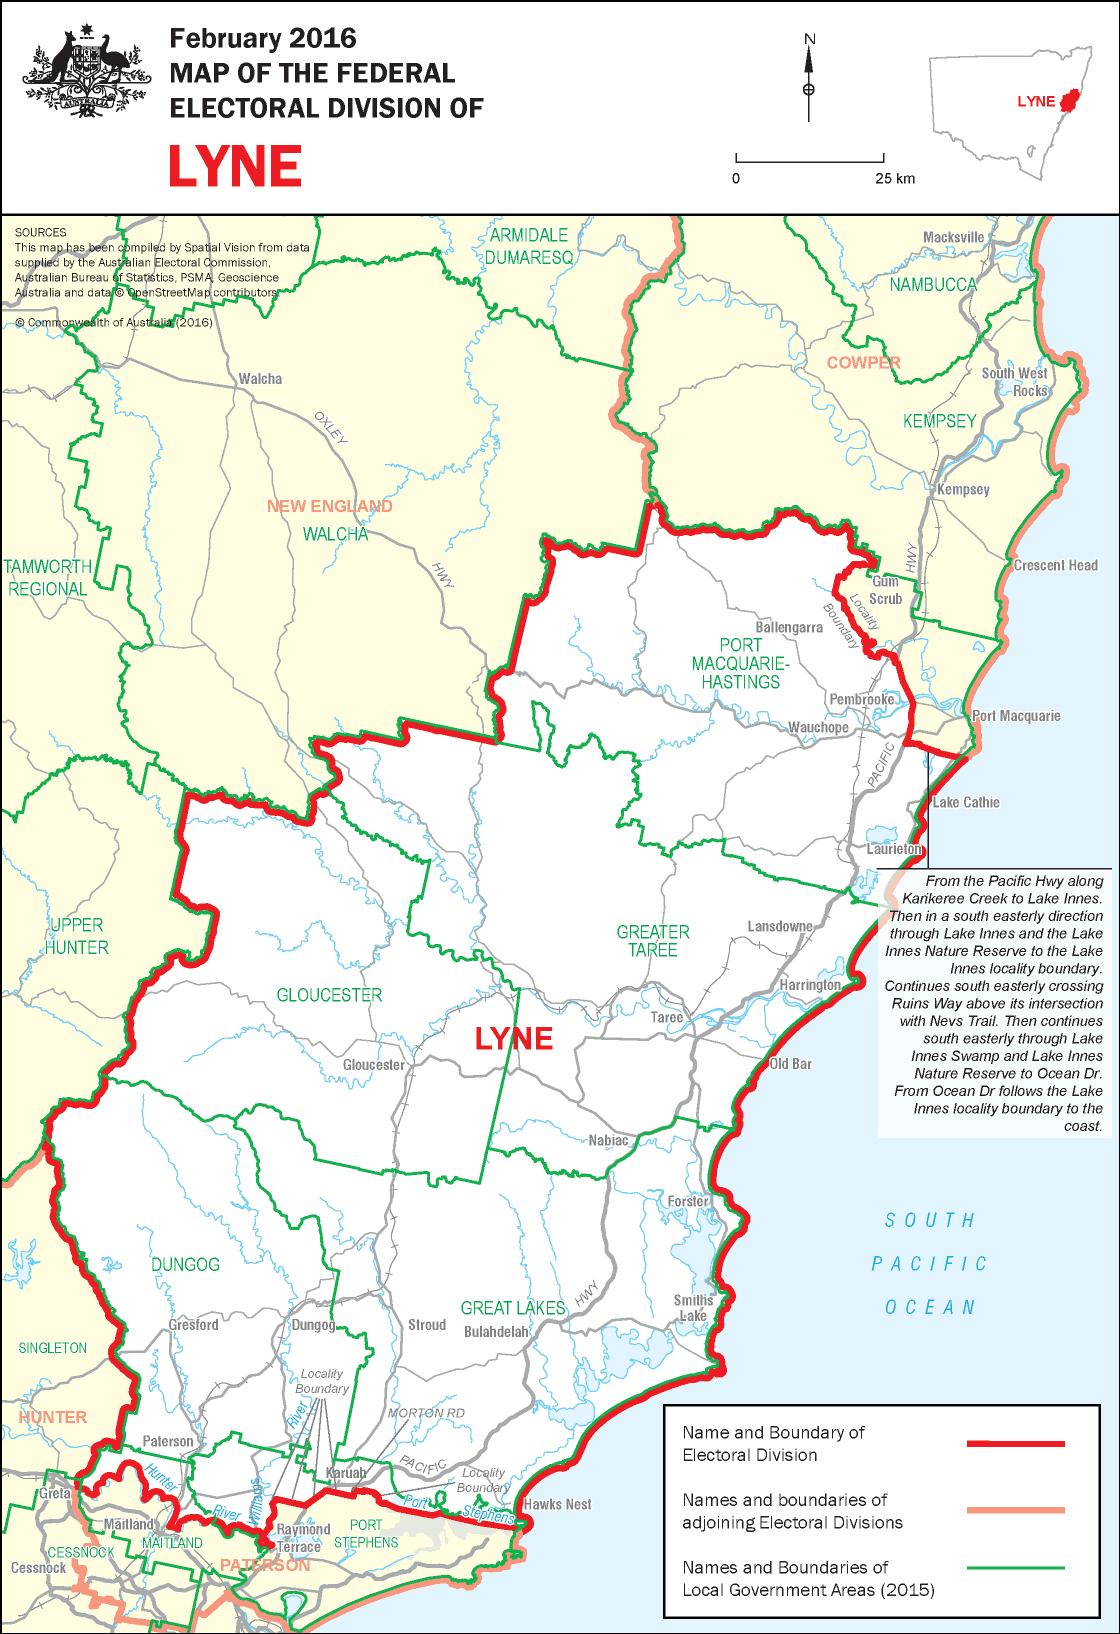 February 2016
MAP OF THE FEDERAL
ELECTORAL DIVISION OF
LYNE
AUSTRALIA
N
0
25 km
LYNE
SOURCES
This map has been compiled by Spatial Vision from data
supplied by the Australian Electoral Commission,
Australian Bureau of Statistics, PSMA, Geoscience
Australia and data © OpenStreetMap contributors
© Commonwealth of Australia (2016)
ARMIDALE
DUMARESQ
Macksville
NAMBUCCA
COWPER
South West
Rocks
KEMPSEY
Walcha
OXLEY
HWY
NEW ENGLAND
WALCHA
Kempsey
TAMWORTH
REGIONAL
HWY
Crescent Head
Gum
Scrub
Locality
Boundary
Ballengarra
PORT
MACQUARIE-
HASTINGS
Pembrooke
Port Macquarie
Wauchope
PACIFIC
Lake Cathie
Laurieton
From the Pacific Hwy along
Karikeree Creek to Lake Innes.
Then in a south easterly direction
through Lake Innes and the Lake
Innes Nature Reserve to the Lake
Innes locality boundary.
Continues south easterly crossing
Ruins Way above its intersection
with Nevs Trail. Then continues
south easterly through Lake
Innes Swamp and Lake Innes
Nature Reserve to Ocean Dr.
From Ocean Dr follows the Lake
Innes locality boundary to the
coast.
UPPER
HUNTER
GREATER
TAREE
Lansdowne
GLOUCESTER
Harrington
Taree
LYNE
Gloucester
Old Bar
Nabiac
Forster
SOUTH
PACIFIC
OCEAN
DUNGOG
GREAT LAKES
HWY
Smiths
Lake
Gresford
Dungog
Stroud
Bulahdelah
SINGLETON
Locality
Boundary
HUNTER
River
MORTON RD
Paterson
PACIFIC
Karuah
Locality
Boundary
Hunter
River
Williams
Port
Stephens
Hawks Nest
Greta
Maitland
MAITLAND
Raymond
Terrace
PORT
STEPHENS
CESSNOCK
Cessnock
PATERSON
Name and Boundary of
Electoral Division
Names and boundaries of
adjoining Electoral Divisions
Names and Boundaries of
Local Government Areas (2015)